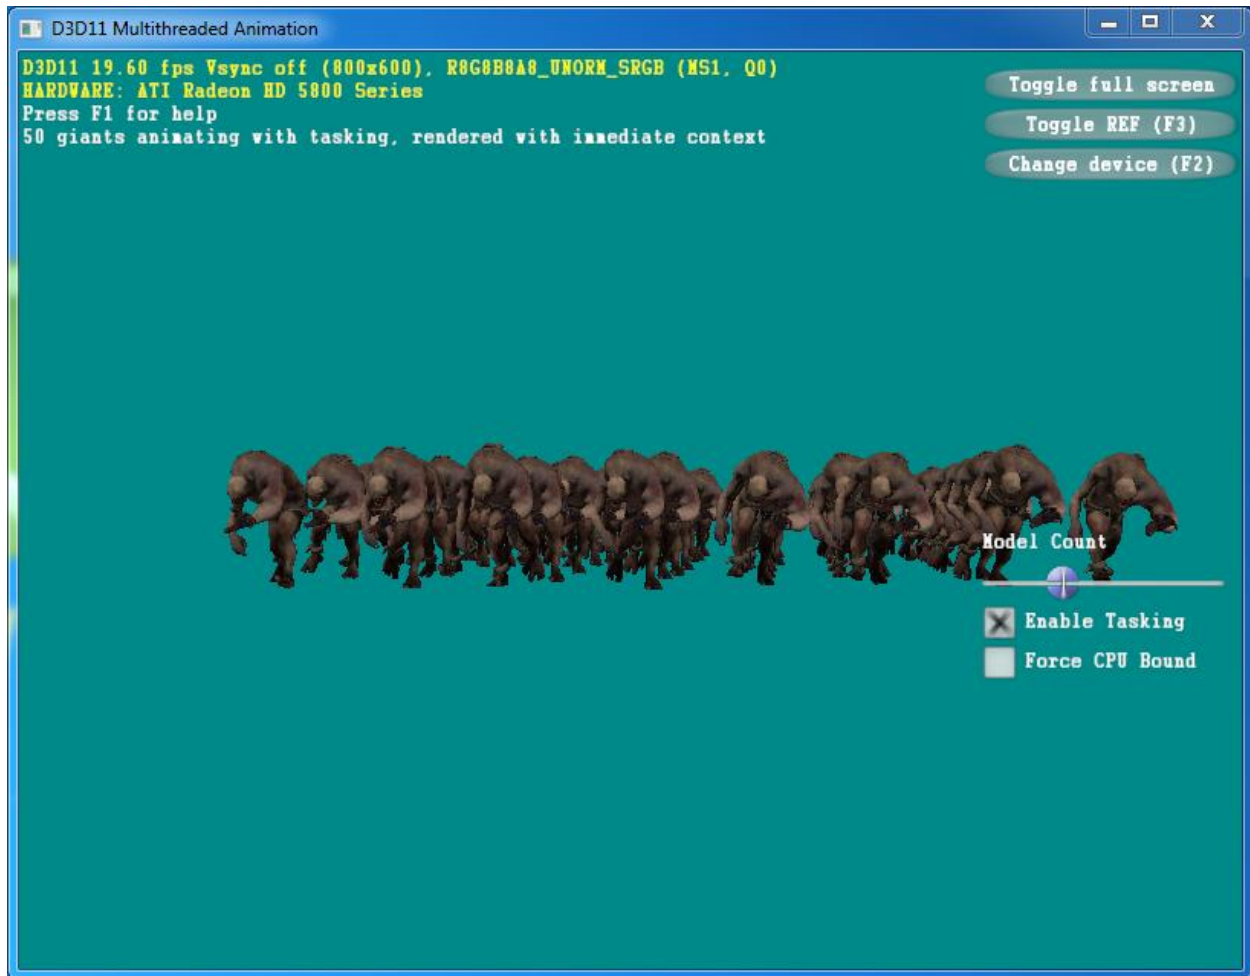 D3D11 Multithreaded Animation
D3D11 19.60 fps Vsync off (800x600), R8G8B8A8_UNORM_SRGB (MS1, Q0)
HARDWARE: ATI Radeon HD 5800 Series
Press F1 for help
50 giants animating with tasking, rendered with immediate context
Toggle full screen
Toggle REF (F3)
Change device (F2)
Model Count
Enable Tasking
Force CPU Bound